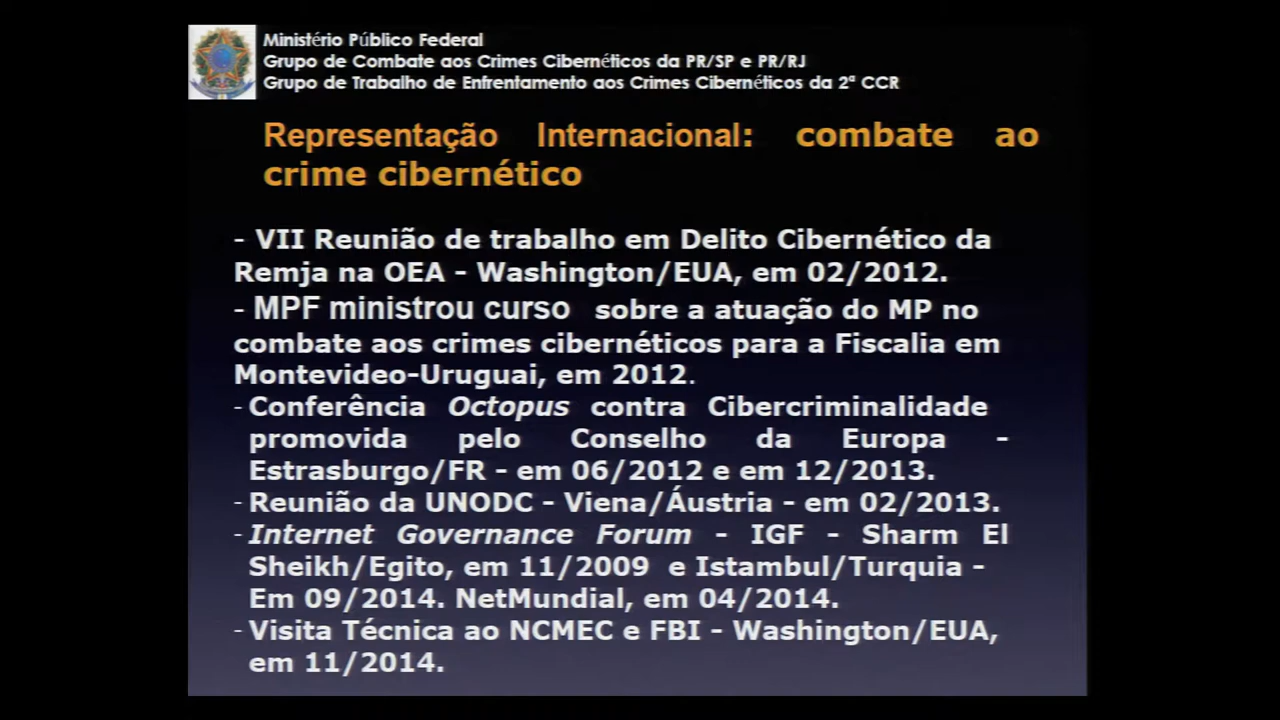 Ministério Público Federal
Grupo de Combate aos Crimes Cibernéticos da PR/SP e PR/RJ
Grupo de Trabalho de Enfrentamento aos Crimes Cibernéticos da 2ª CCR
Representação Internacional: combate ao
crime cibernético
- VII Reunião de trabalho em Delito Cibernético da
Remja na OEA - Washington/EUA, em 02/2012.
- MPF ministrou curso sobre a atuação do MP no
combate aos crimes cibernéticos para a Fiscalia em
Montevideo-Uruguai, em 2012.
- Conferência Octopus contra Cibercriminalidade
promovida pelo Conselho da Europa -
Estrasburgo/FR - em 06/2012 e em 12/2013.
- Reunião da UNODC - Viena/Áustria - em 02/2013.
- Internet Governance Forum - IGF - Sharm El
Sheikh/Egito, em 11/2009 e Istambul/Turquia -
Em 09/2014. NetMundial, em 04/2014.
- Visita Técnica ao NCMEC e FBI - Washington/EUA,
em 11/2014.